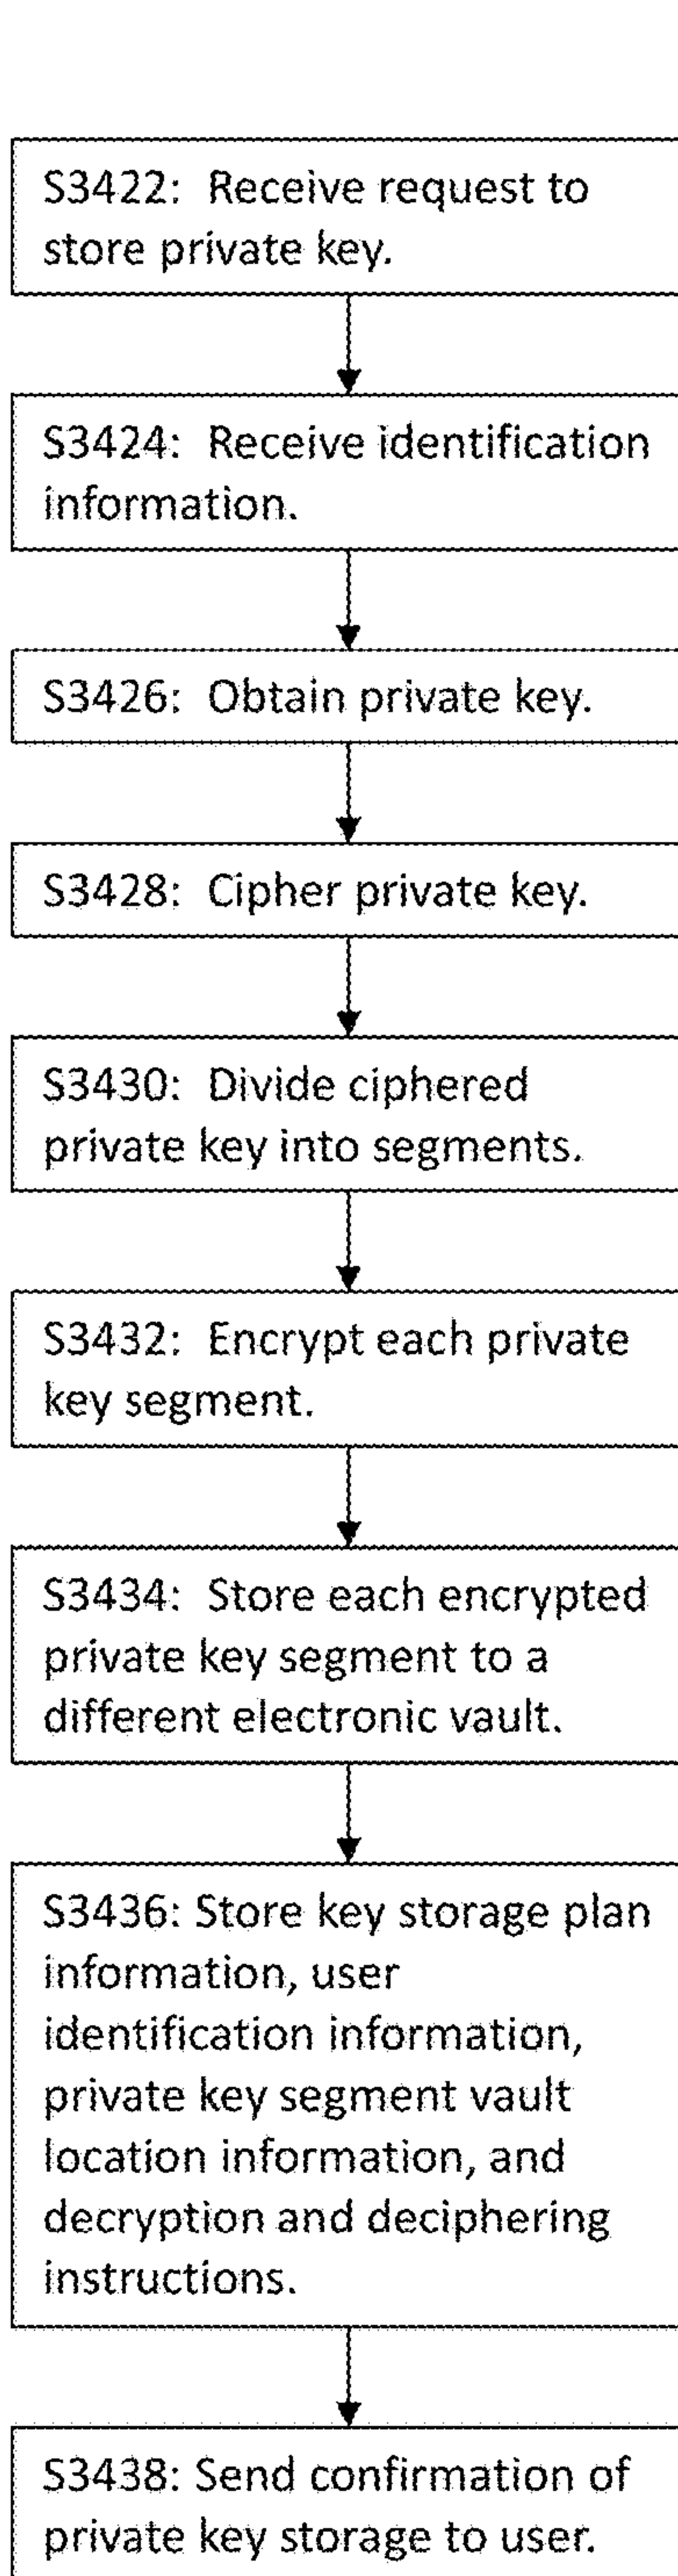 S3422: Receive request to
store private key.
S3424: Receive identification
information.
S3426: Obtain private key.
S3428: Cipher private key.
S3430: Divide ciphered
private key into segments.
S3432: Encrypt each private
key segment.
S3434: Store each encrypted
private key segment to a
different electronic vault.
S3436: Store key storage plan
information, user
identification information,
private key segment vault
location information, and
decryption and deciphering
instructions.
S3438: Send confirmation of
private key storage to user.